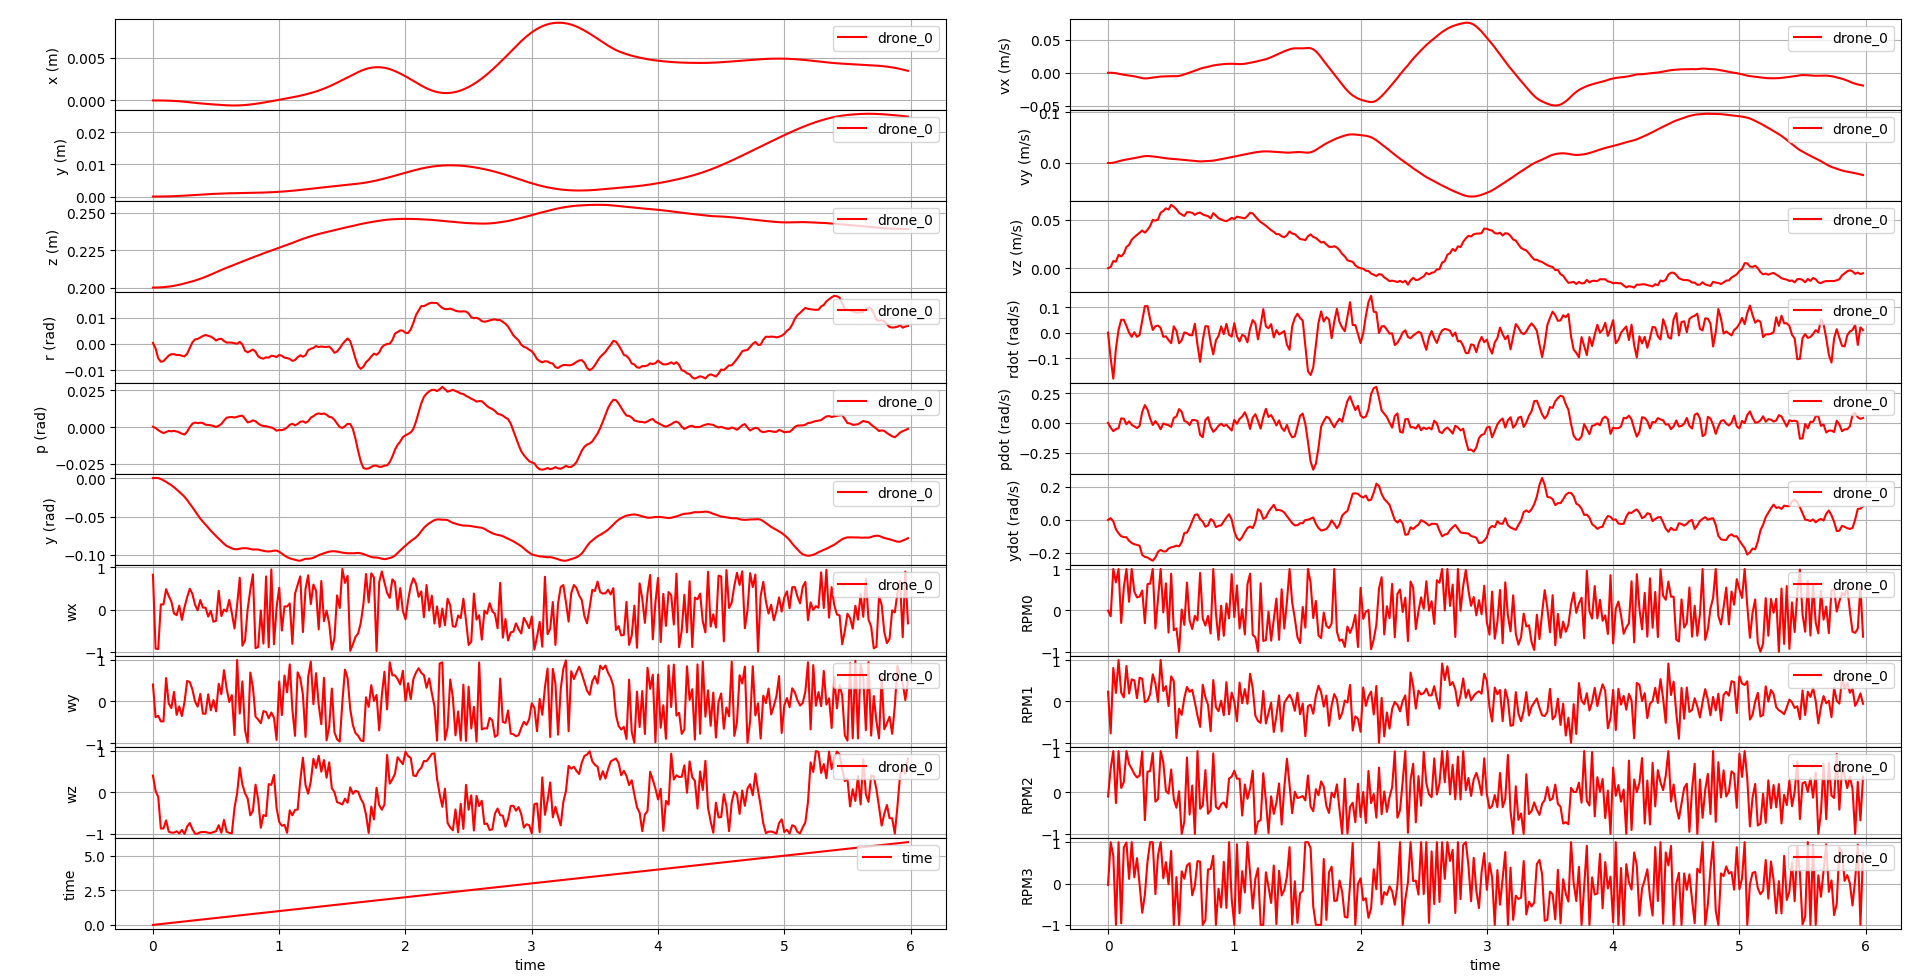 x (m)
0.005
0.000
drone_0
y (m)
0.02
0.01
0.00
drone_0
z (m)
0.250
0.225
0.200
drone_0
r (rad)
0.01
0.00
−0.01
drone_0
p (rad)
0.025
0.000
−0.025
drone_0
y (rad)
0.00
−0.05
−0.10
drone_0
wx
1
0
−1
drone_0
wy
1
0
−1
drone_0
wz
1
0
−1
drone_0
time
5.0
2.5
0.0
time
0 1 2 3 4 5 6
time
vx (m/s)
0.05
0.00
−0.05
drone_0
vy (m/s)
0.1
0.0
drone_0
vz (m/s)
0.05
0.00
drone_0
rdot (rad/s)
0.1
0.0
−0.1
drone_0
pdot (rad/s)
0.25
0.00
−0.25
drone_0
ydot (rad/s)
0.2
0.0
−0.2
drone_0
RPM0
1
0
−1
drone_0
RPM1
1
0
−1
drone_0
RPM2
1
0
−1
drone_0
RPM3
1
0
−1
drone_0
0 1 2 3 4 5 6
time